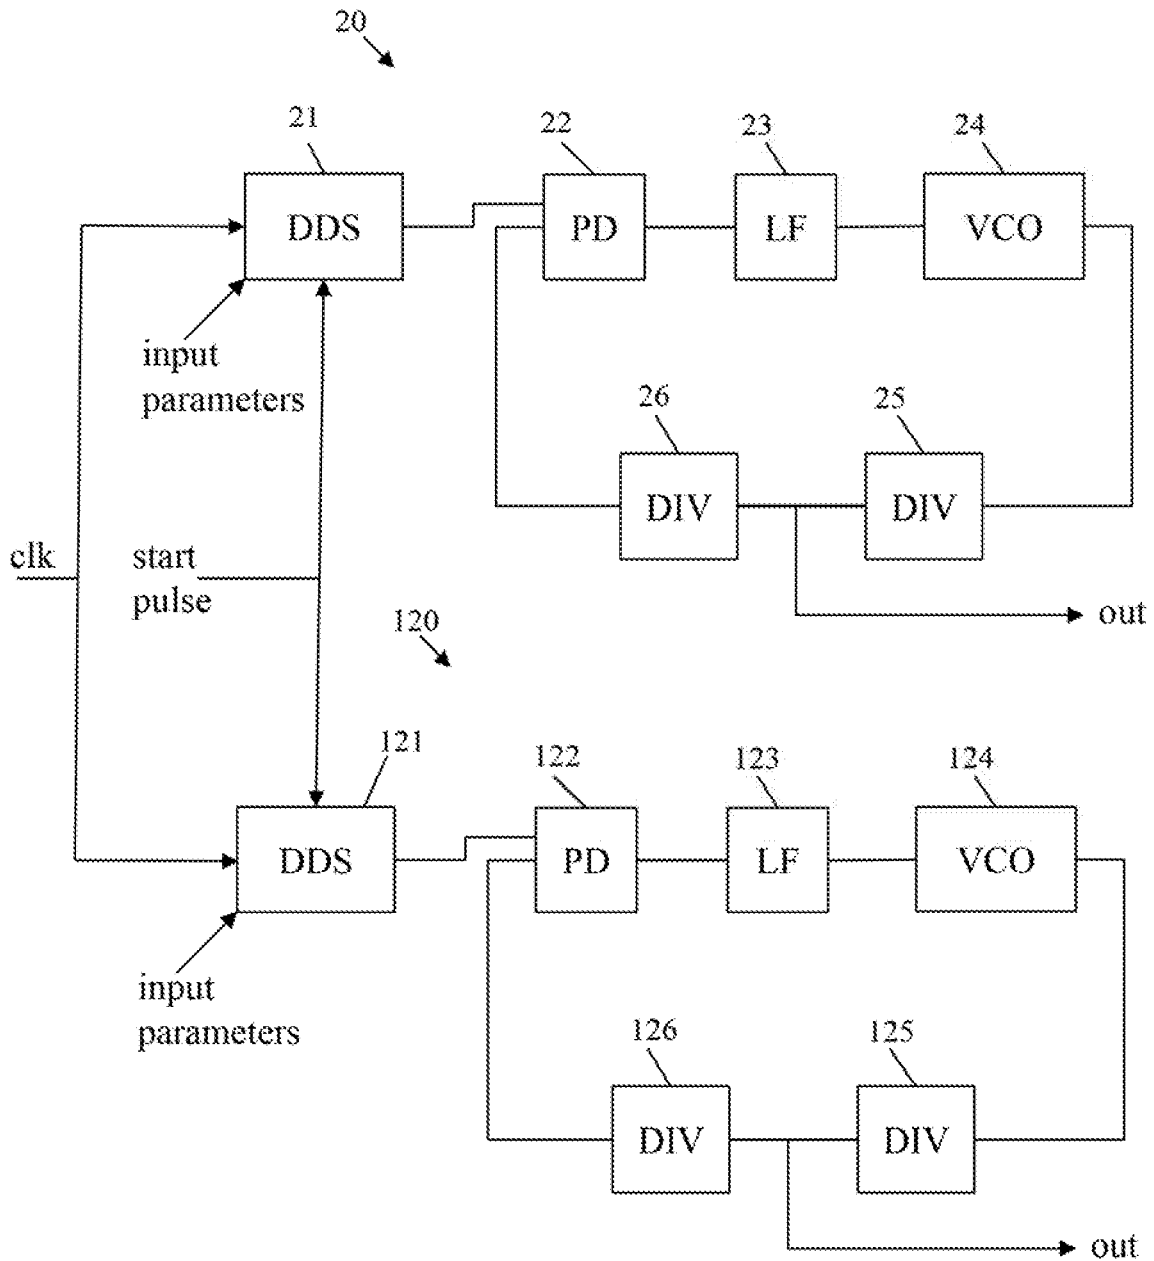 20
21
22
23
24
DDS
PD
LF
VCO
input
parameters
26
25
DIV
DIV
clk
start
pulse
out
120
121
122
123
124
DDS
PD
LF
VCO
input
parameters
126
125
DIV
DIV
out